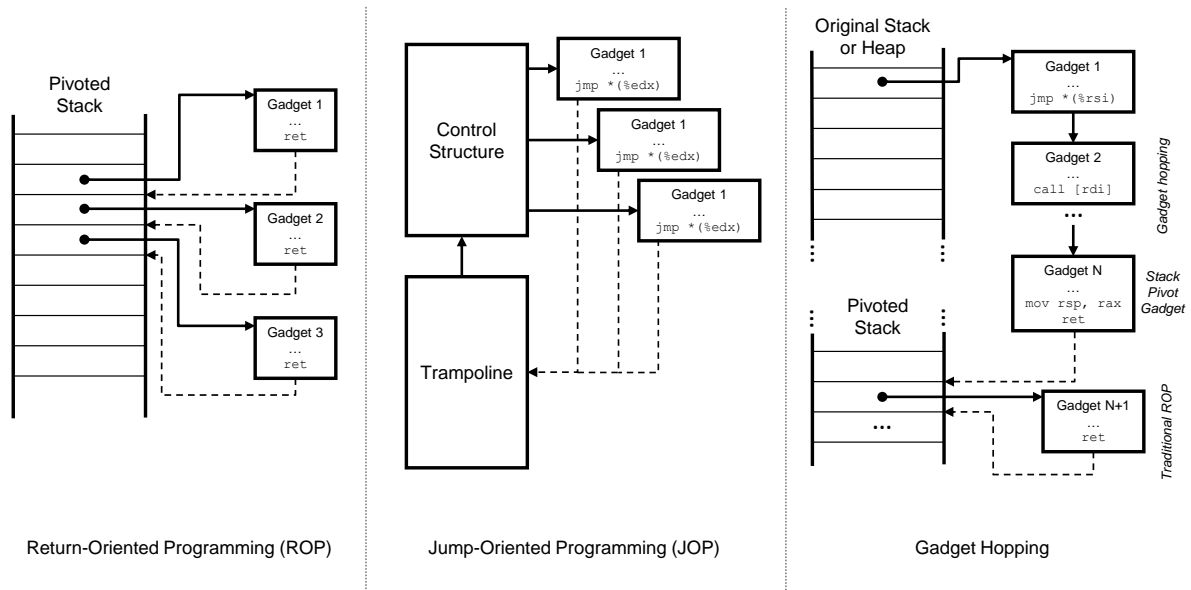 Pivoted
Stack
Gadget 1
...
ret
Gadget 2
...
ret
Gadget 3
...
ret
Return-Oriented Programming (ROP)
Control
Structure
Trampoline
Gadget 1
...
jmp *(%edx)
Gadget 1
...
jmp *(%edx)
Gadget 1
...
jmp *(%edx)
Jump-Oriented Programming (JOP)
Original Stack
or Heap
Gadget 1
...
jmp *(%rsi)
Gadget 2
...
call [rdi]
...
Gadget hopping
Gadget N
...
mov rsp, rax
ret
Stack
Pivot
Gadget
Pivoted
Stack
...
Gadget N+1
...
ret
Traditional ROP
Gadget Hopping